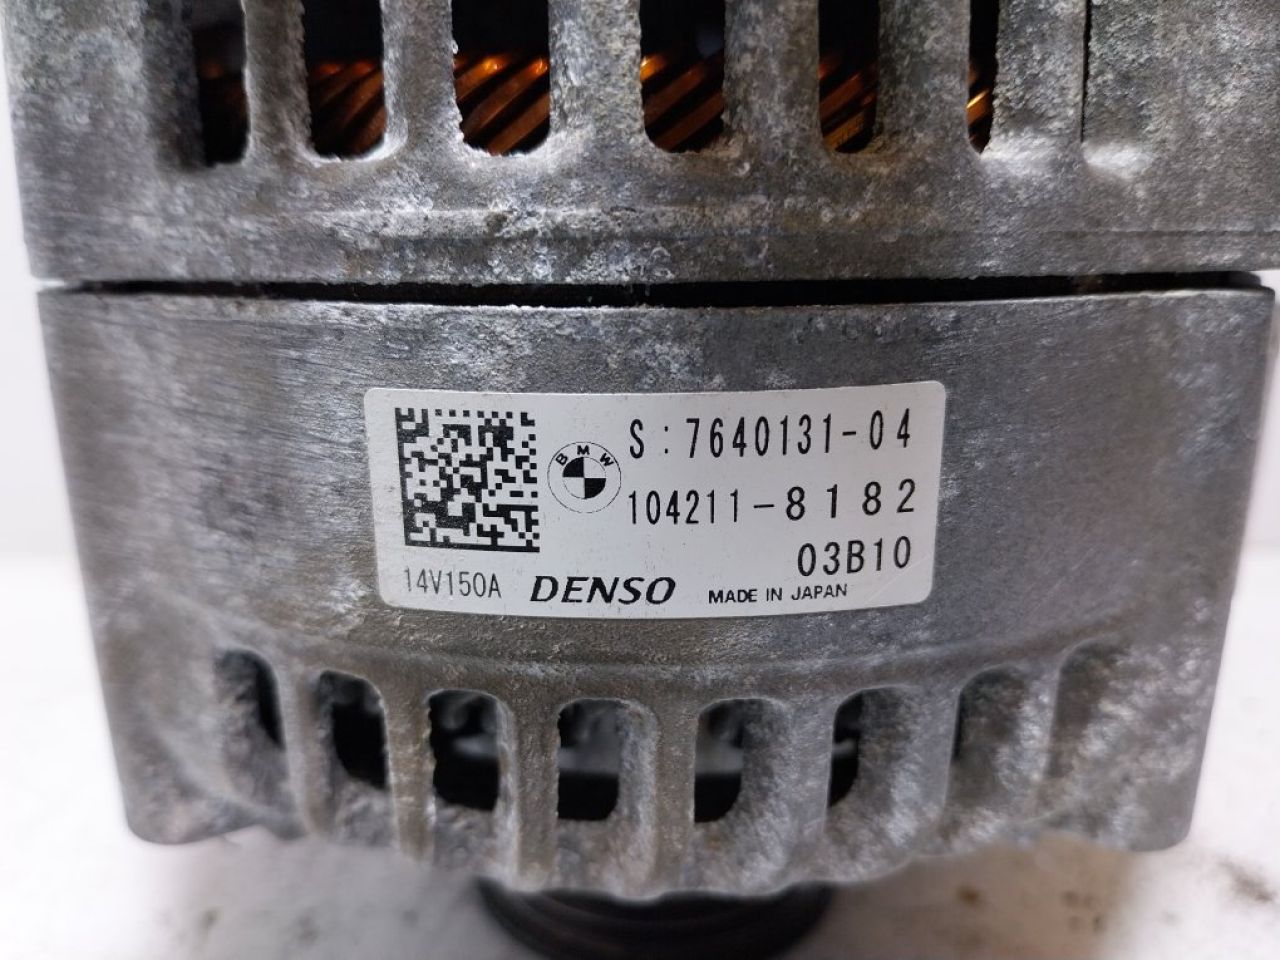 BMW
S:7640131-04
104211-8182
03B10
14V150A DENSO MADE IN JAPAN